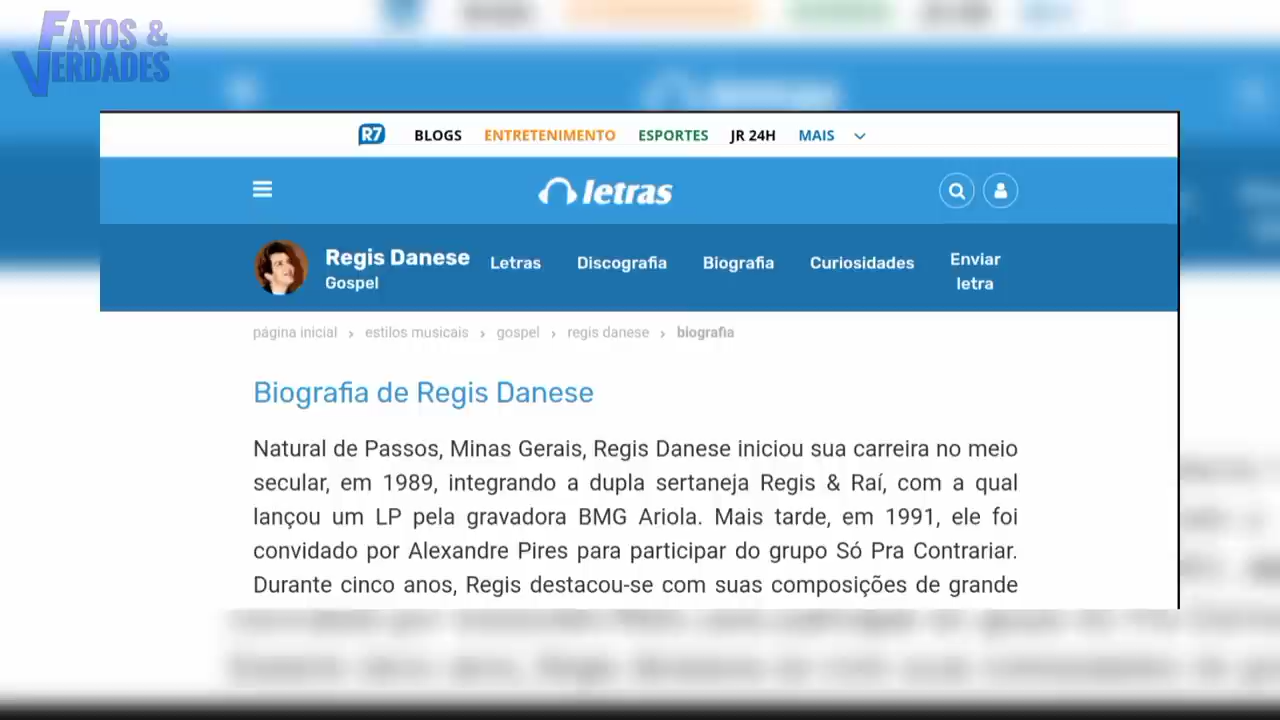 FATOS &
VERDADES
R7 BLOGS ENTRETENIMENTO ESPORTES JR 24H MAIS
letras
Regis Danese
Gospel
Letras Discografia Biografia Curiosidades Enviar letra
página inicial › estilos musicais › gospel › regis danese › biografia
Biografia de Regis Danese
Natural de Passos, Minas Gerais, Regis Danese iniciou sua carreira no meio
secular, em 1989, integrando a dupla sertaneja Regis & Raí, com a qual
lançou um LP pela gravadora BMG Ariola. Mais tarde, em 1991, ele foi
convidado por Alexandre Pires para participar do grupo Só Pra Contrariar.
Durante cinco anos, Regis destacou-se com suas composições de grande